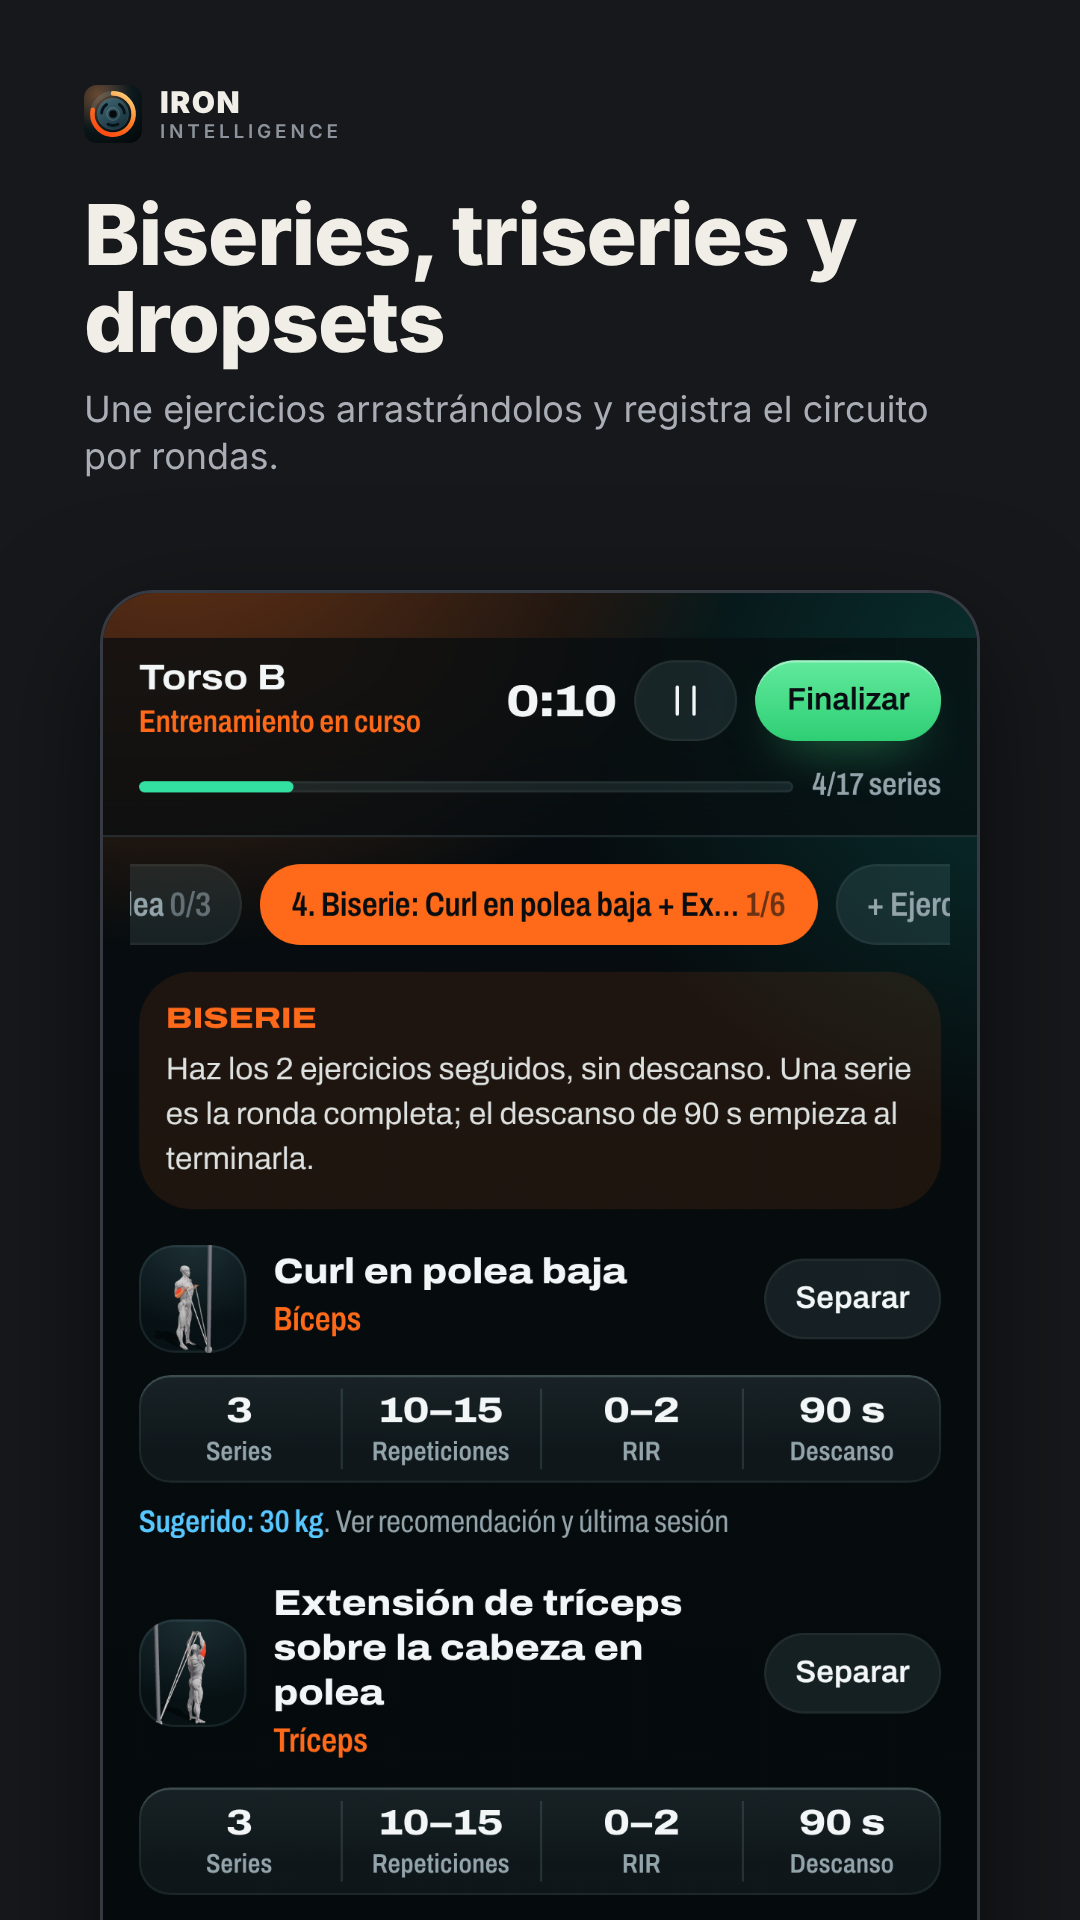 IRON
INTELLIGENCE
Biseries, triseries y
dropsets
Une ejercicios arrastrándolos y registra el circuito
por rondas.
Torso B
Entrenamiento en curso
0:10
Finalizar
4/17 series
lea 0/3
4. Biserie: Curl en polea baja + Ex... 1/6
+ Ejerc
BISERIE
Haz los 2 ejercicios seguidos, sin descanso. Una serie
es la ronda completa; el descanso de 90 s empieza al
terminarla.
Curl en polea baja
Bíceps
Separar
3
Series
10–15
Repeticiones
0–2
RIR
90 s
Descanso
Sugerido: 30 kg. Ver recomendación y última sesión
Extensión de tríceps
sobre la cabeza en
polea
Tríceps
Separar
3
Series
10–15
Repeticiones
0–2
RIR
90 s
Descanso